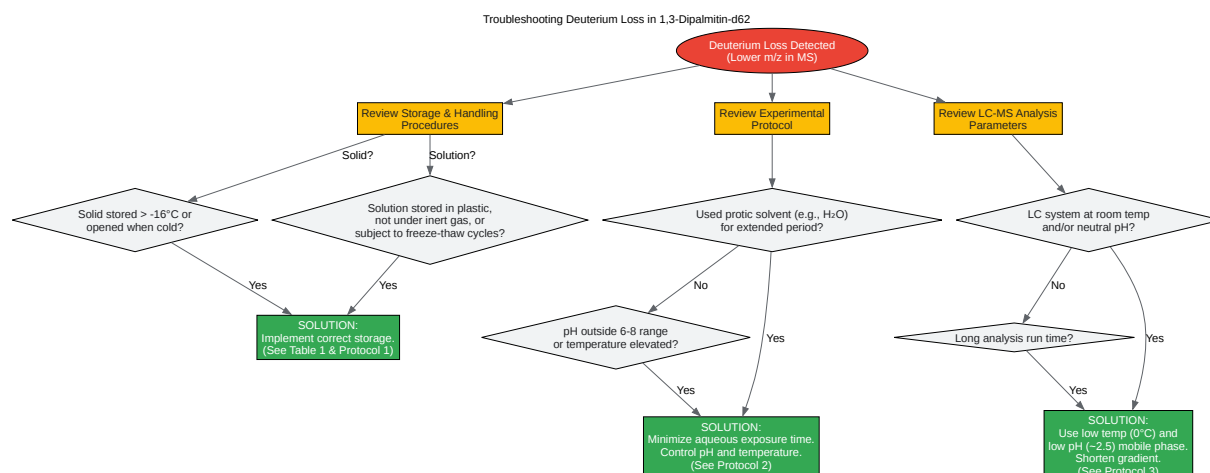 Troubleshooting Deuterium Loss in 1,3-Dipalmitin-d62
Deuterium Loss Detected
(Lower m/z in MS)
Review Storage & Handling
Procedures
Review Experimental
Protocol
Review LC-MS Analysis
Parameters
Solid?
Solution?
Solid stored > -16°C or
opened when cold?
Solution stored in plastic,
not under inert gas, or
subject to freeze-thaw cycles?
Used protic solvent (e.g., H₂O)
for extended period?
LC system at room temp
and/or neutral pH?
Yes
Yes
No
No
SOLUTION:
Implement correct storage.
(See Table 1 & Protocol 1)
pH outside 6-8 range
or temperature elevated?
Yes
Long analysis run time?
Yes
Yes
Yes
SOLUTION:
Minimize aqueous exposure time.
Control pH and temperature.
(See Protocol 2)
SOLUTION:
Use low temp (0°C) and
low pH (~2.5) mobile phase.
Shorten gradient.
(See Protocol 3)